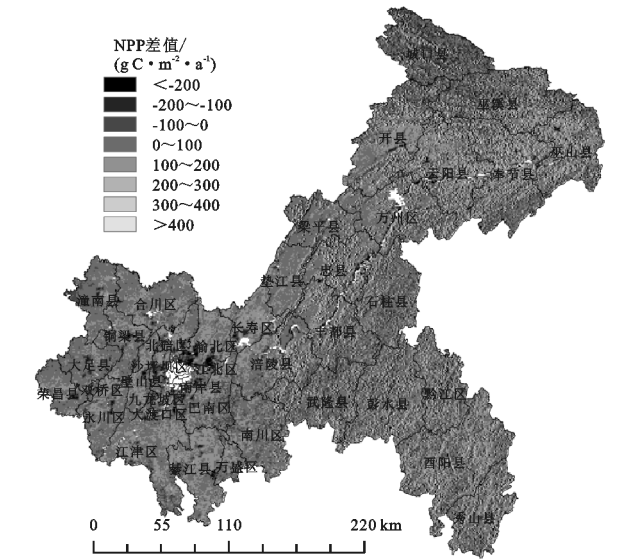 NPP差值/
(g C·m⁻²·a⁻¹)
<-200
-200~-100
-100~0
0~100
100~200
200~300
300~400
>400
城口县
巫溪县
开县
巫山县
云阳县
奉节县
万州区
梁平县
忠县
垫江县
石柱县
潼南县
合川区
长寿区
丰都县
铜梁县
北碚区
渝北区
大足县
沙坪坝区
江北区
涪陵县
荣昌县
双桥区
璧山县
南岸区
九龙坡区
武隆县
彭水县
黔江区
永川区
大渡口区
巴南区
南川区
江津区
綦江县
万盛区
酉阳县
秀山县
0
55
110
220 km